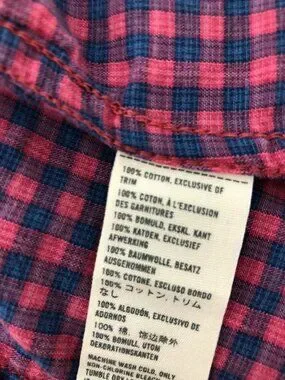 100% COTTON, EXCLUSIVE OF
TRIM
100% COTON, À L'EXCLUSION
DES GARNITURES
100% BOMULD, EKSKL. KANT
100% KATOEN, EXCLUSIEF
AFWERKING
100% BAUMWOLLE, BESATZ
AUSGENOMMEN
100% COTONE, ESCLUSO BORDO
100% コットン、トリム
なし
100% ALGODÓN, EXCLUSIVO DE
ADORNOS
100% 棉, 饰边除外
100% BOMULL, UTOM
DEKORATIONSKANTEN
MACHINE WASH COLD, ONLY
NON-CHLORINE BLEACH
TUMBLE DRY